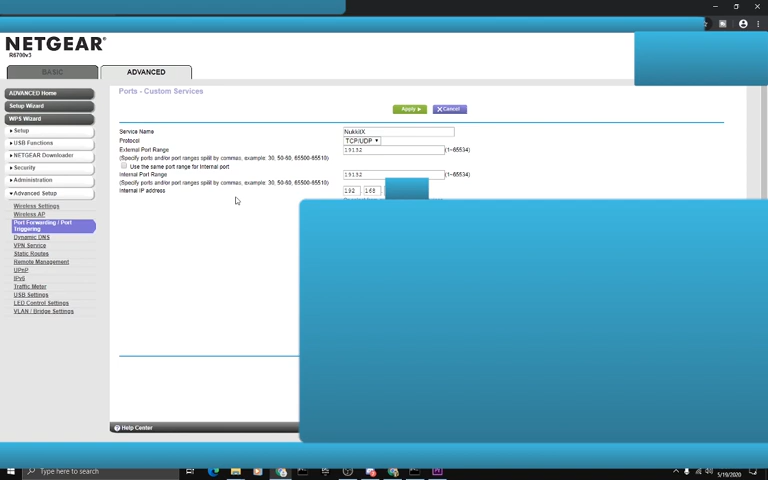 NETGEAR®
R6700v3
BASIC
ADVANCED
ADVANCED Home
Setup Wizard
WPS Wizard
Setup
USB Functions
NETGEAR Downloader
Security
Administration
Advanced Setup
Wireless Settings
Wireless AP
Port Forwarding / Port
Triggering
Dynamic DNS
VPN Service
Static Routes
Remote Management
UPnP
IPv6
Traffic Meter
USB Settings
LED Control Settings
VLAN / Bridge Settings
Ports - Custom Services
Apply
X Cancel
Service Name
NukkitX
Protocol
TCP/UDP
External Port Range
19132
(1~65534)
(Specify ports and/or port ranges split by commas, example: 30, 50-60, 65500-65510)
Use the same port range for Internal port
Internal Port Range
19132
(1~65534)
(Specify ports and/or port ranges split by commas, example: 30, 50-60, 65500-65510)
Internal IP address
192 168
Help Center
Type here to search
5/19/2020